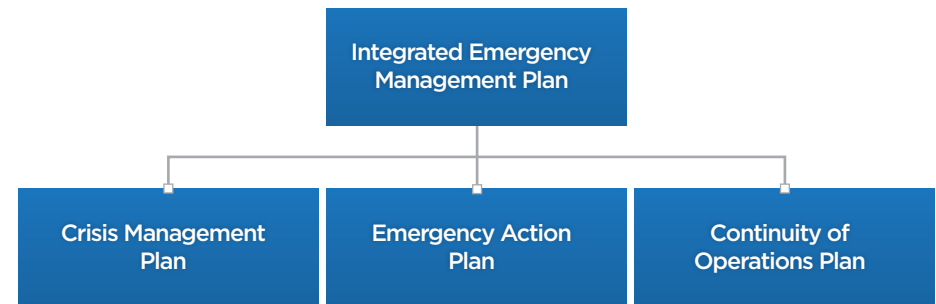 Integrated Emergency
Management Plan
Crisis Management
Plan
Emergency Action
Plan
Continuity of
Operations Plan